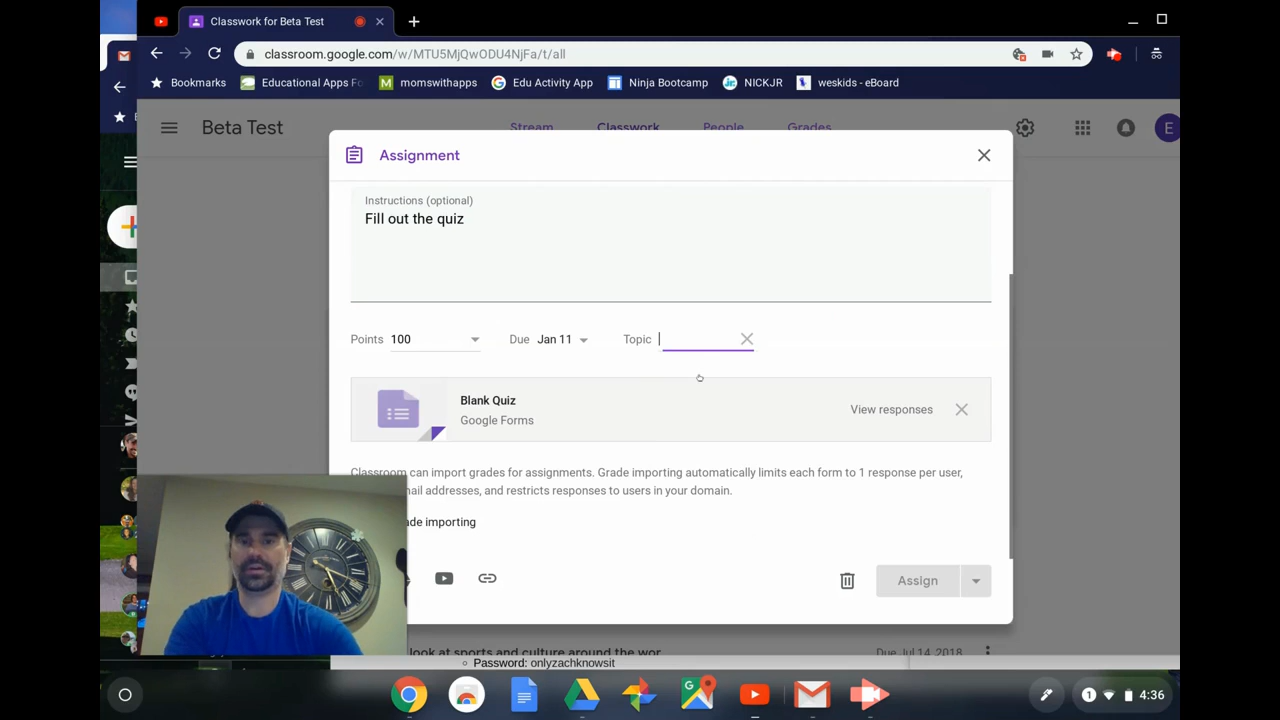 Classwork for Beta Test
classroom.google.com/w/MTU5MjQwODU4NjFa/t/all
Bookmarks
Educational Apps Fo
momswithapps
Edu Activity App
Ninja Bootcamp
NICKJR
weskids - eBoard
Beta Test
Stream
Classwork
People
Grades
E
Assignment
Instructions (optional)
Fill out the quiz
Points 100
Due Jan 11
Topic
Blank Quiz
Google Forms
View responses
Classroom can import grades for assignments. Grade importing automatically limits each form to 1 response per user,
ail addresses, and restricts responses to users in your domain.
de importing
Assign
look at sports and culture around the wor
Due Jul 14, 2018
Password: onlyzachknowsit
1
4:36